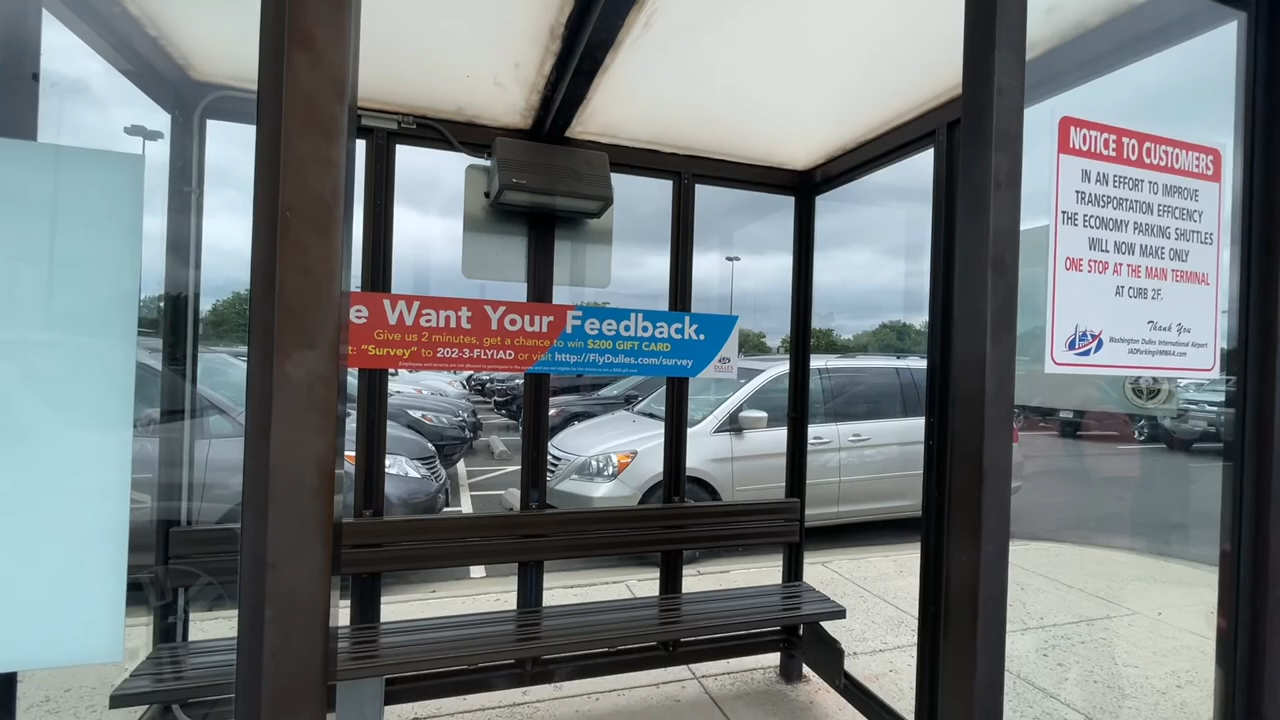 e Want Your Feedback.
Give us 2 minutes, get a chance to win $200 GIFT CARD
t: "Survey" to 202-3-FLYIAD or visit http://FlyDulles.com/survey
DULLES
NOTICE TO CUSTOMERS
IN AN EFFORT TO IMPROVE
TRANSPORTATION EFFICIENCY
THE ECONOMY PARKING SHUTTLES
WILL NOW MAKE ONLY
ONE STOP AT THE MAIN TERMINAL
AT CURB 2F.
Thank You
Washington Dulles International Airport
IADParking@MWAA.com